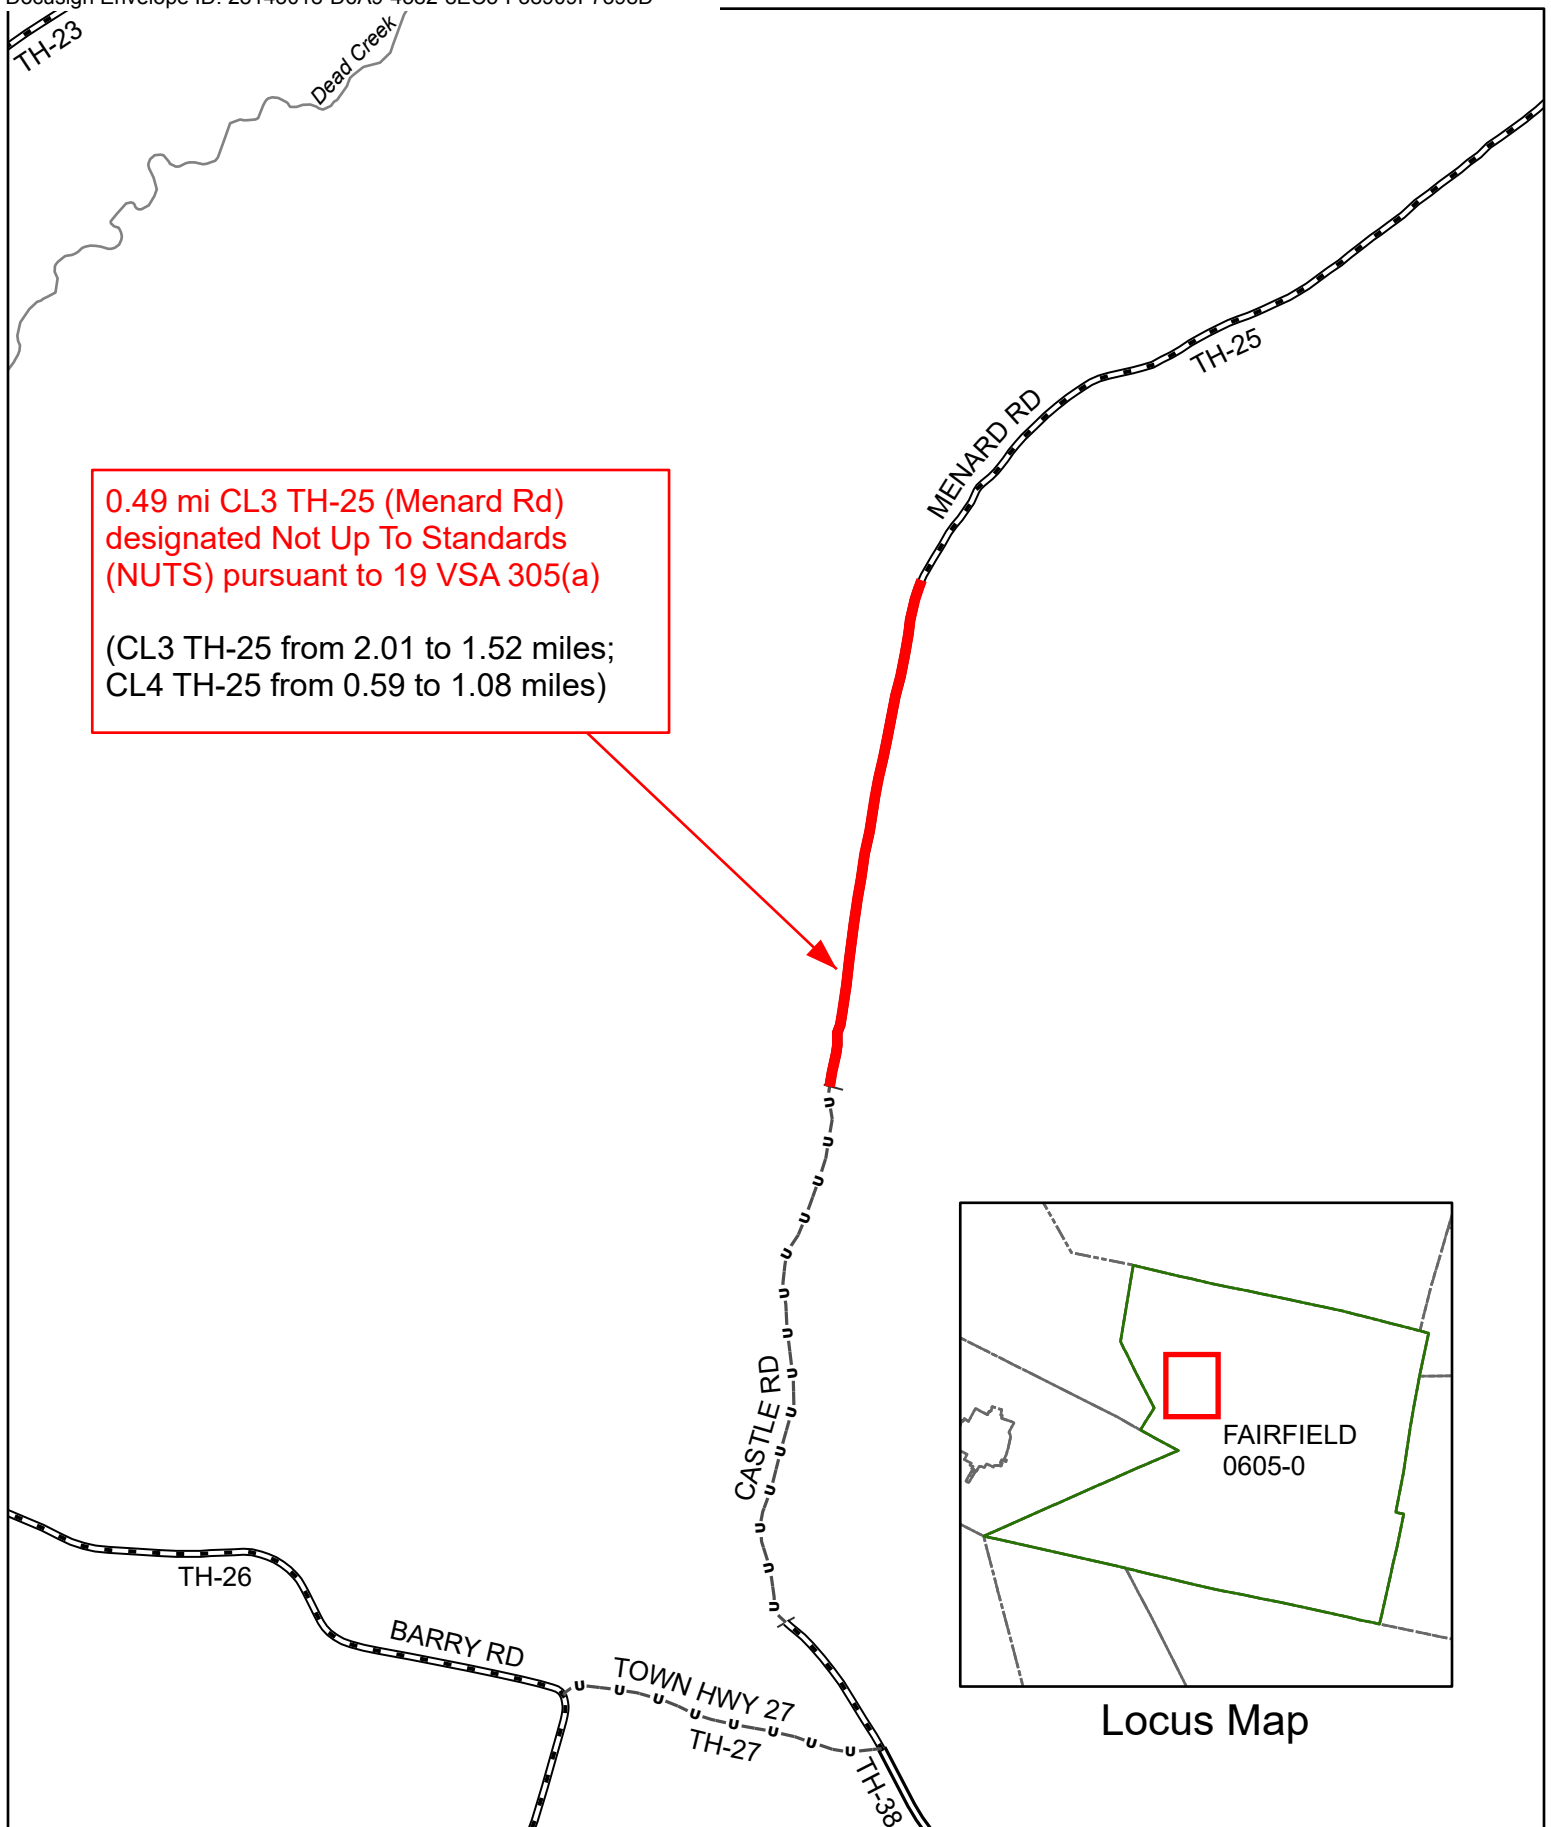 TH-23
Dead Creek
TH-25
MENARD RD
0.49 mi CL3 TH-25 (Menard Rd)
designated Not Up To Standards
(NUTS) pursuant to 19 VSA 305(a)
(CL3 TH-25 from 2.01 to 1.52 miles;
CL4 TH-25 from 0.59 to 1.08 miles)
CASTLE RD
FAIRFIELD
0605-0
TH-26
BARRY RD
TOWN HWY 27
TH-27
TH-38
Locus Map